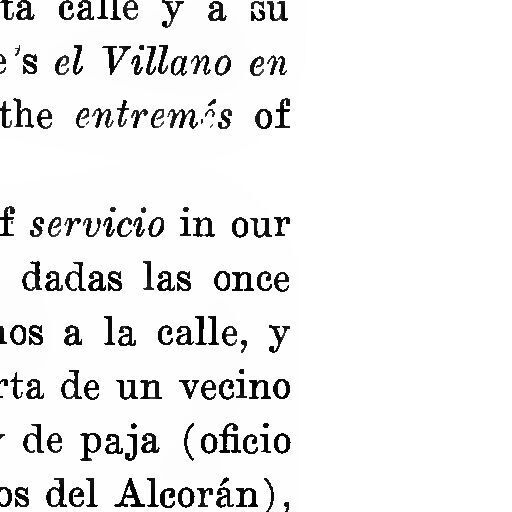 ta calle y a su
e's el Villano en
the entremés of
f servicio in our
dadas las once
nos a la calle, y
rta de un vecino
y de paja (oficio
os del Alcorán),